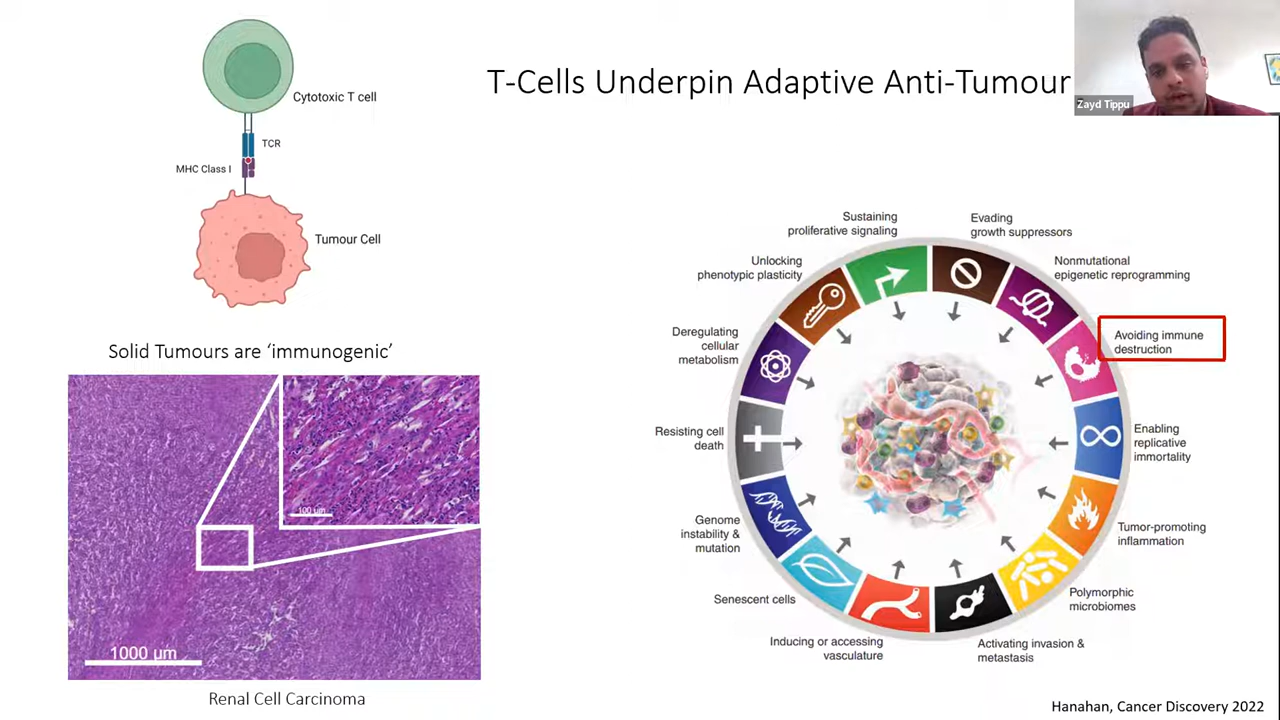 T-Cells Underpin Adaptive Anti-Tumour
Zayd Tippu
Cytotoxic T cell
TCR
MHC Class I
Tumour Cell
Solid Tumours are ‘immunogenic’
100 µm
1000 µm
Renal Cell Carcinoma
Sustaining
proliferative signaling
Evading
growth suppressors
Unlocking
phenotypic plasticity
Nonmutational
epigenetic reprogramming
Deregulating
cellular
metabolism
Avoiding immune
destruction
Resisting cell
death
Enabling
replicative
immortality
Genome
instability &
mutation
Tumor-promoting
inflammation
Senescent cells
Polymorphic
microbiomes
Inducing or accessing
vasculature
Activating invasion &
metastasis
Hanahan, Cancer Discovery 2022